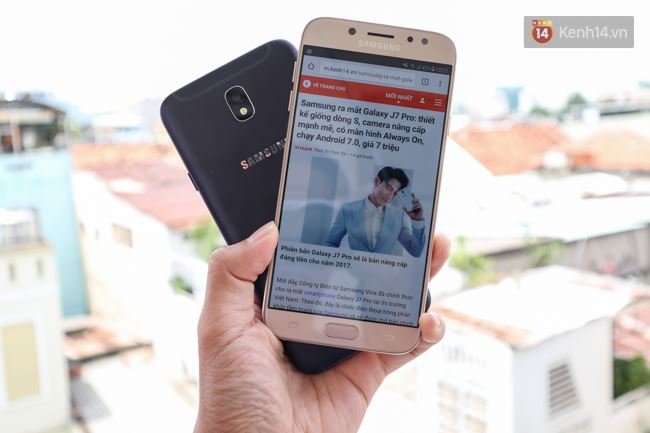 14 Kenh14.vn
SAMSUNG
SAMSUNG
m.kenh14.vn/samsung-ra-mat-gala
VỀ TRANG CHỦ
MỚI NHẤT
Samsung ra mắt Galaxy J7 Pro: thiết
kế giống dòng S, camera nâng cấp
mạnh mẽ, có màn hình Always On,
chạy Android 7.0, giá 7 triệu
Phiên bản Galaxy J7 Pro sẽ là bản nâng cấp
đáng tiền cho năm 2017.
Mới đây, Công ty Điện tử Samsung Vina đã chính thức
cho ra mắt smartphone Galaxy J7 Pro tại thị trường
Việt Nam. Theo đó, đây là chiếc điện thoại trong phân